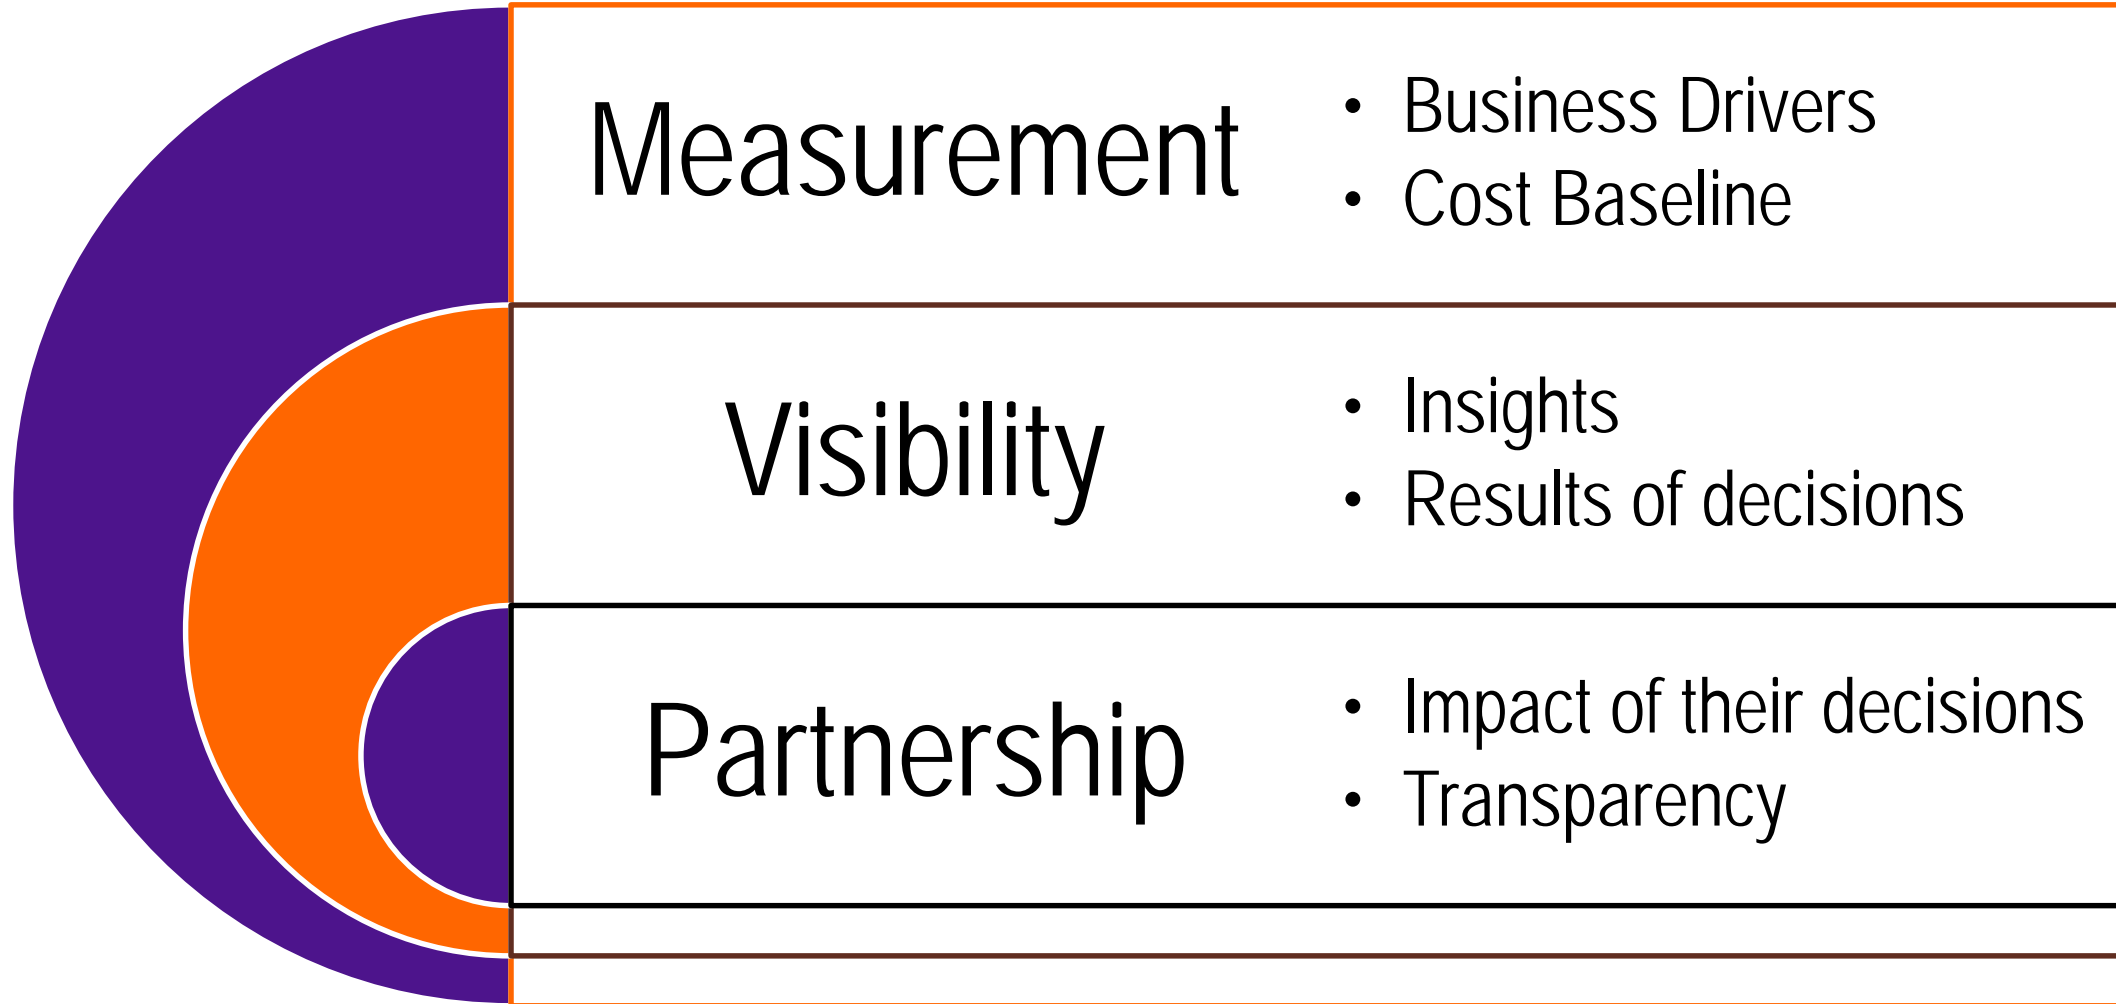 Measurement
• Business Drivers
• Cost Baseline
Visibility
• Insights
• Results of decisions
Partnership
• Impact of their decisions
• Transparency